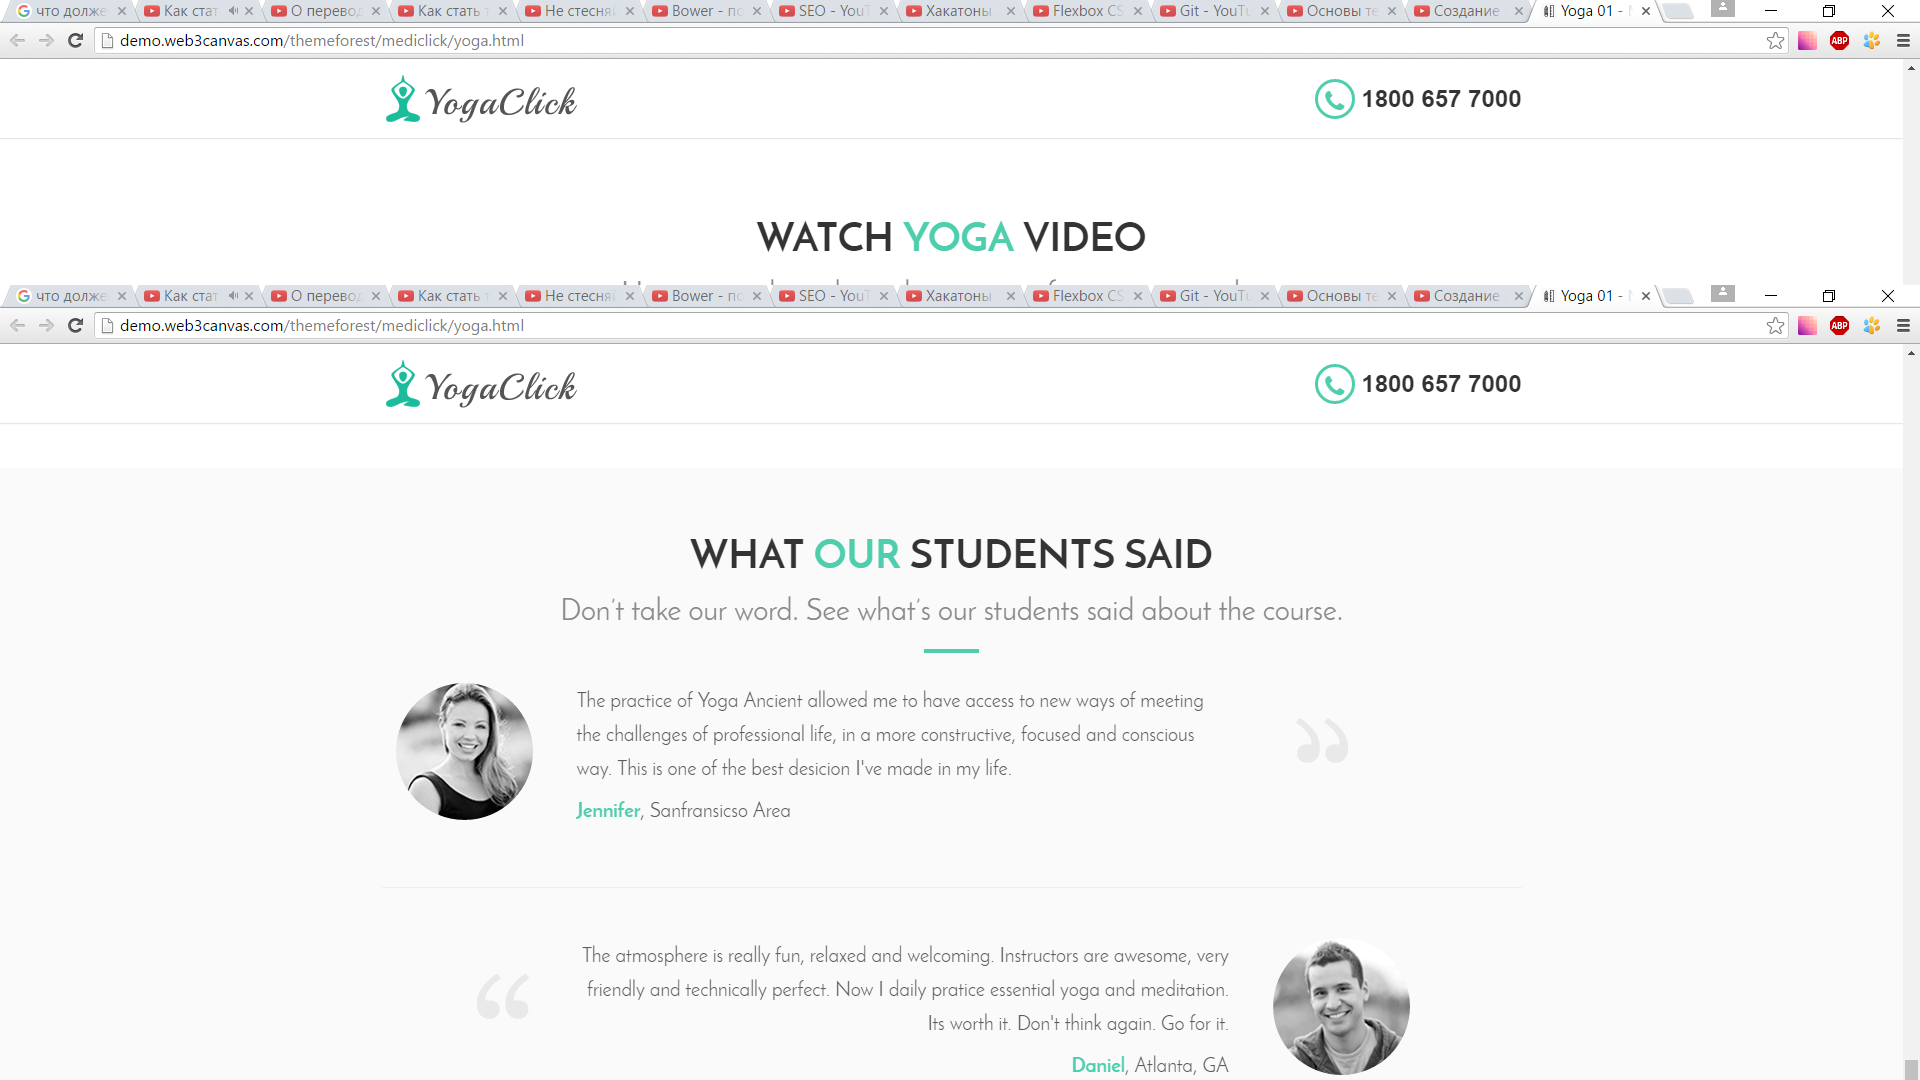 что долже
Как стат
О перевод
Как стать т
Не стесняй
Bower - по
SEO - YouT
Хакатоны
Flexbox CS
Git - YouTu
Основы те
Создание
Yoga 01 -
demo.web3canvas.com/themeforest/mediclick/yoga.html
ABP
YogaClick
1800 657 7000
WATCH YOGA VIDEO
что долже
Как стат
О перевод
Как стать т
Не стесняй
Bower - по
SEO - YouT
Хакатоны
Flexbox CS
Git - YouTu
Основы те
Создание
Yoga 01 -
demo.web3canvas.com/themeforest/mediclick/yoga.html
ABP
YogaClick
1800 657 7000
WHAT OUR STUDENTS SAID
Don't take our word. See what's our students said about the course.
The practice of Yoga Ancient allowed me to have access to new ways of meeting
the challenges of professional life, in a more constructive, focused and conscious
way. This is one of the best desicion I've made in my life.
Jennifer, Sanfransicso Area
The atmosphere is really fun, relaxed and welcoming. Instructors are awesome, very
friendly and technically perfect. Now I daily pratice essential yoga and meditation.
Its worth it. Don't think again. Go for it.
Daniel, Atlanta, GA